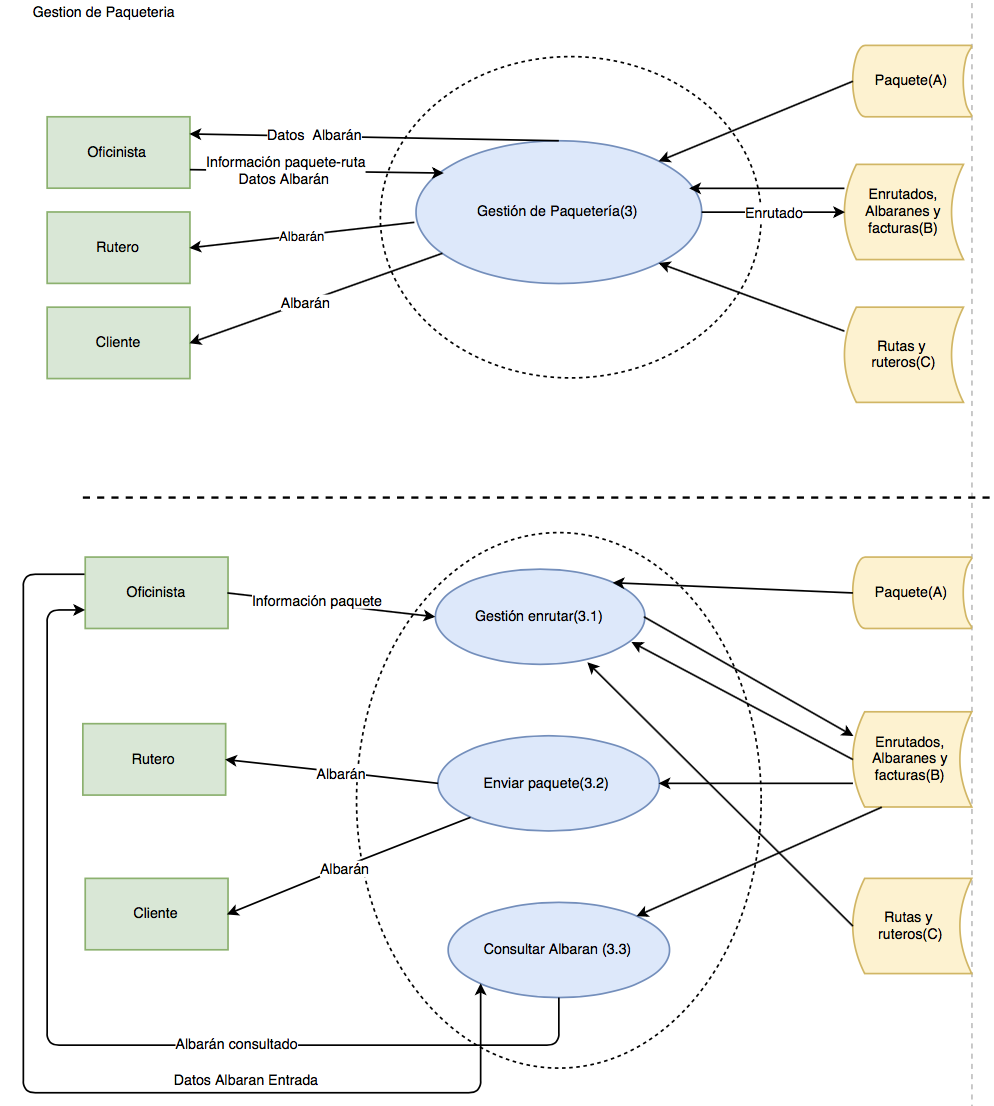 Gestion de Paqueteria
Paquete(A)
Datos Albarán
Oficinista
Información paquete-ruta
Datos Albarán
Enrutados,
Albaranes y
facturas(B)
Gestión de Paquetería(3)
Enrutado
Rutero
Albarán
Albarán
Cliente
Rutas y
ruteros(C)
Oficinista
Información paquete
Gestión enrutar(3.1)
Paquete(A)
Enrutados,
Albaranes y
facturas(B)
Rutero
Albarán
Enviar paquete(3.2)
Albarán
Cliente
Rutas y
ruteros(C)
Consultar Albaran (3.3)
Albarán consultado
Datos Albaran Entrada